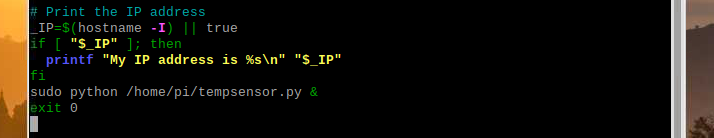 # Print the IP address
_IP=$(hostname -I) || true
if [ "$_IP" ]; then
  printf "My IP address is %s\n" "$_IP"
fi
sudo python /home/pi/tempsensor.py &
exit 0